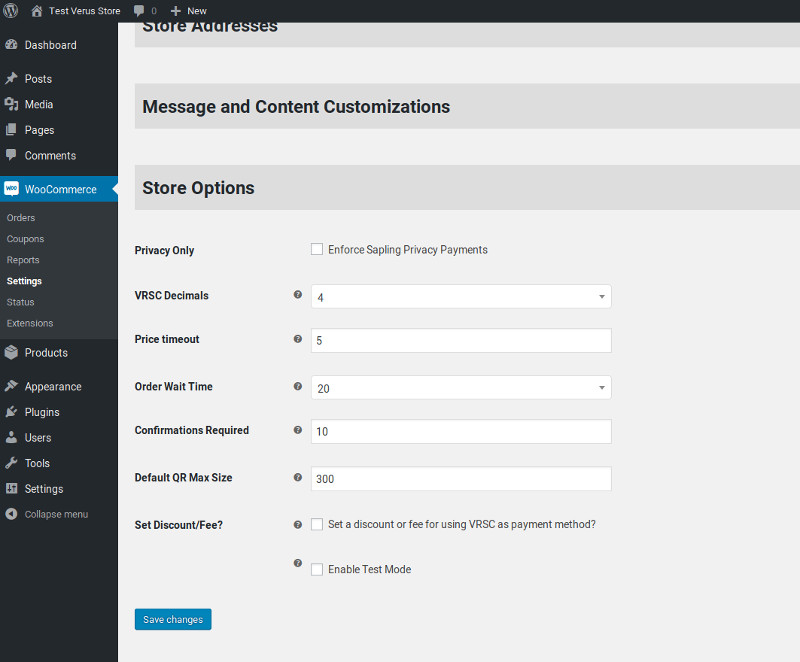 Test Verus Store 0 New
Dashboard
Posts
Media
Pages
Comments
WooCommerce
Orders
Coupons
Reports
Settings
Status
Extensions
Products
Appearance
Plugins
Users
Tools
Settings
Collapse menu
Store Addresses
Message and Content Customizations
Store Options
Privacy Only Enforce Sapling Privacy Payments
VRSC Decimals ? 4
Price timeout ? 5
Order Wait Time ? 20
Confirmations Required ? 10
Default QR Max Size ? 300
Set Discount/Fee? ? Set a discount or fee for using VRSC as payment method?
? Enable Test Mode
Save changes